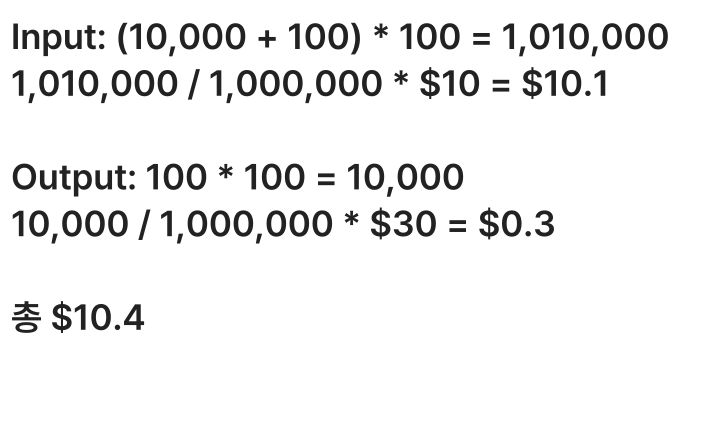 Input: (10,000 + 100) * 100 = 1,010,000
1,010,000 / 1,000,000 * $10 = $10.1
Output: 100 * 100 = 10,000
10,000 / 1,000,000 * $30 = $0.3
총 $10.4